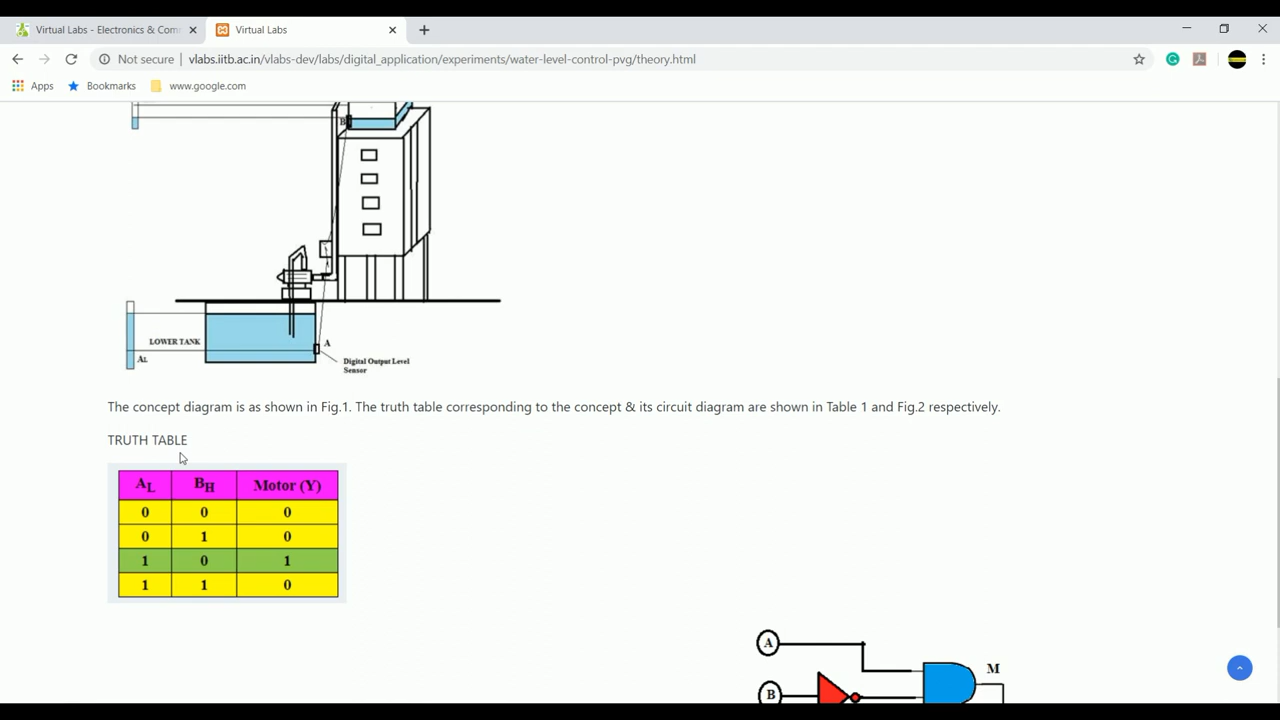 Virtual Labs - Electronics & Com
Virtual Labs
Not secure | vlabs.iitb.ac.in/vlabs-dev/labs/digital_application/experiments/water-level-control-pvg/theory.html
Apps Bookmarks www.google.com
B
LOWER TANK
A
AL
Digital Output Level
Sensor
The concept diagram is as shown in Fig.1. The truth table corresponding to the concept & its circuit diagram are shown in Table 1 and Fig.2 respectively.
TRUTH TABLE
AL BH Motor (Y)
0 0 0
0 1 0
1 0 1
1 1 0
A
M
B